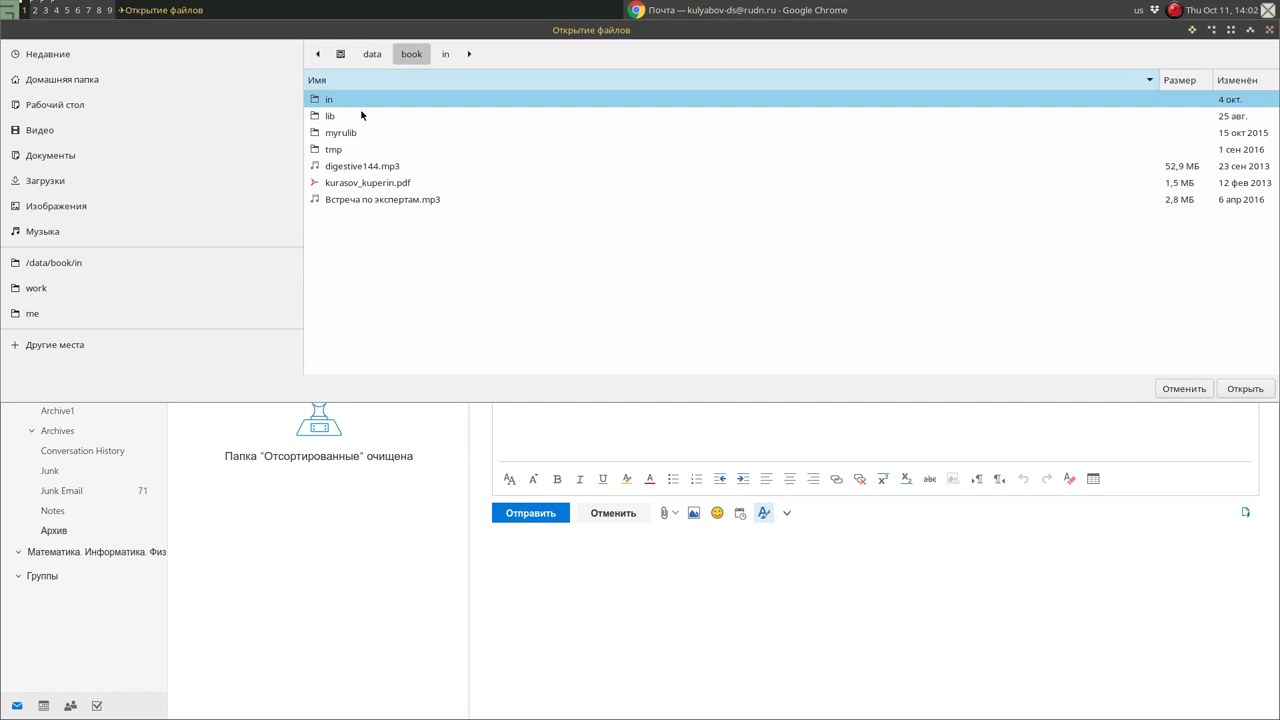 1 2 3 4 5 6 7 8 9 ✈Открытие файлов
Почта — kulyabov-ds@rudn.ru - Google Chrome
us
Thu Oct 11, 14:02
Открытие файлов
Недавние
Домашняя папка
Рабочий стол
Видео
Документы
Загрузки
Изображения
Музыка
/data/book/in
work
me
Другие места
data book in
Имя Размер Изменён
in 4 окт.
lib 25 авг.
myrulib 15 окт 2015
tmp 1 сен 2016
digestive144.mp3 52,9 МБ 23 сен 2013
kurasov_kuperin.pdf 1,5 МБ 12 фев 2013
Встреча по экспертам.mp3 2,8 МБ 6 апр 2016
Отменить Открыть
Archive1
Archives
Conversation History
Junk
Junk Email 71
Notes
Архив
Математика. Информатика. Физ
Группы
Папка "Отсортированные" очищена
Отправить Отменить